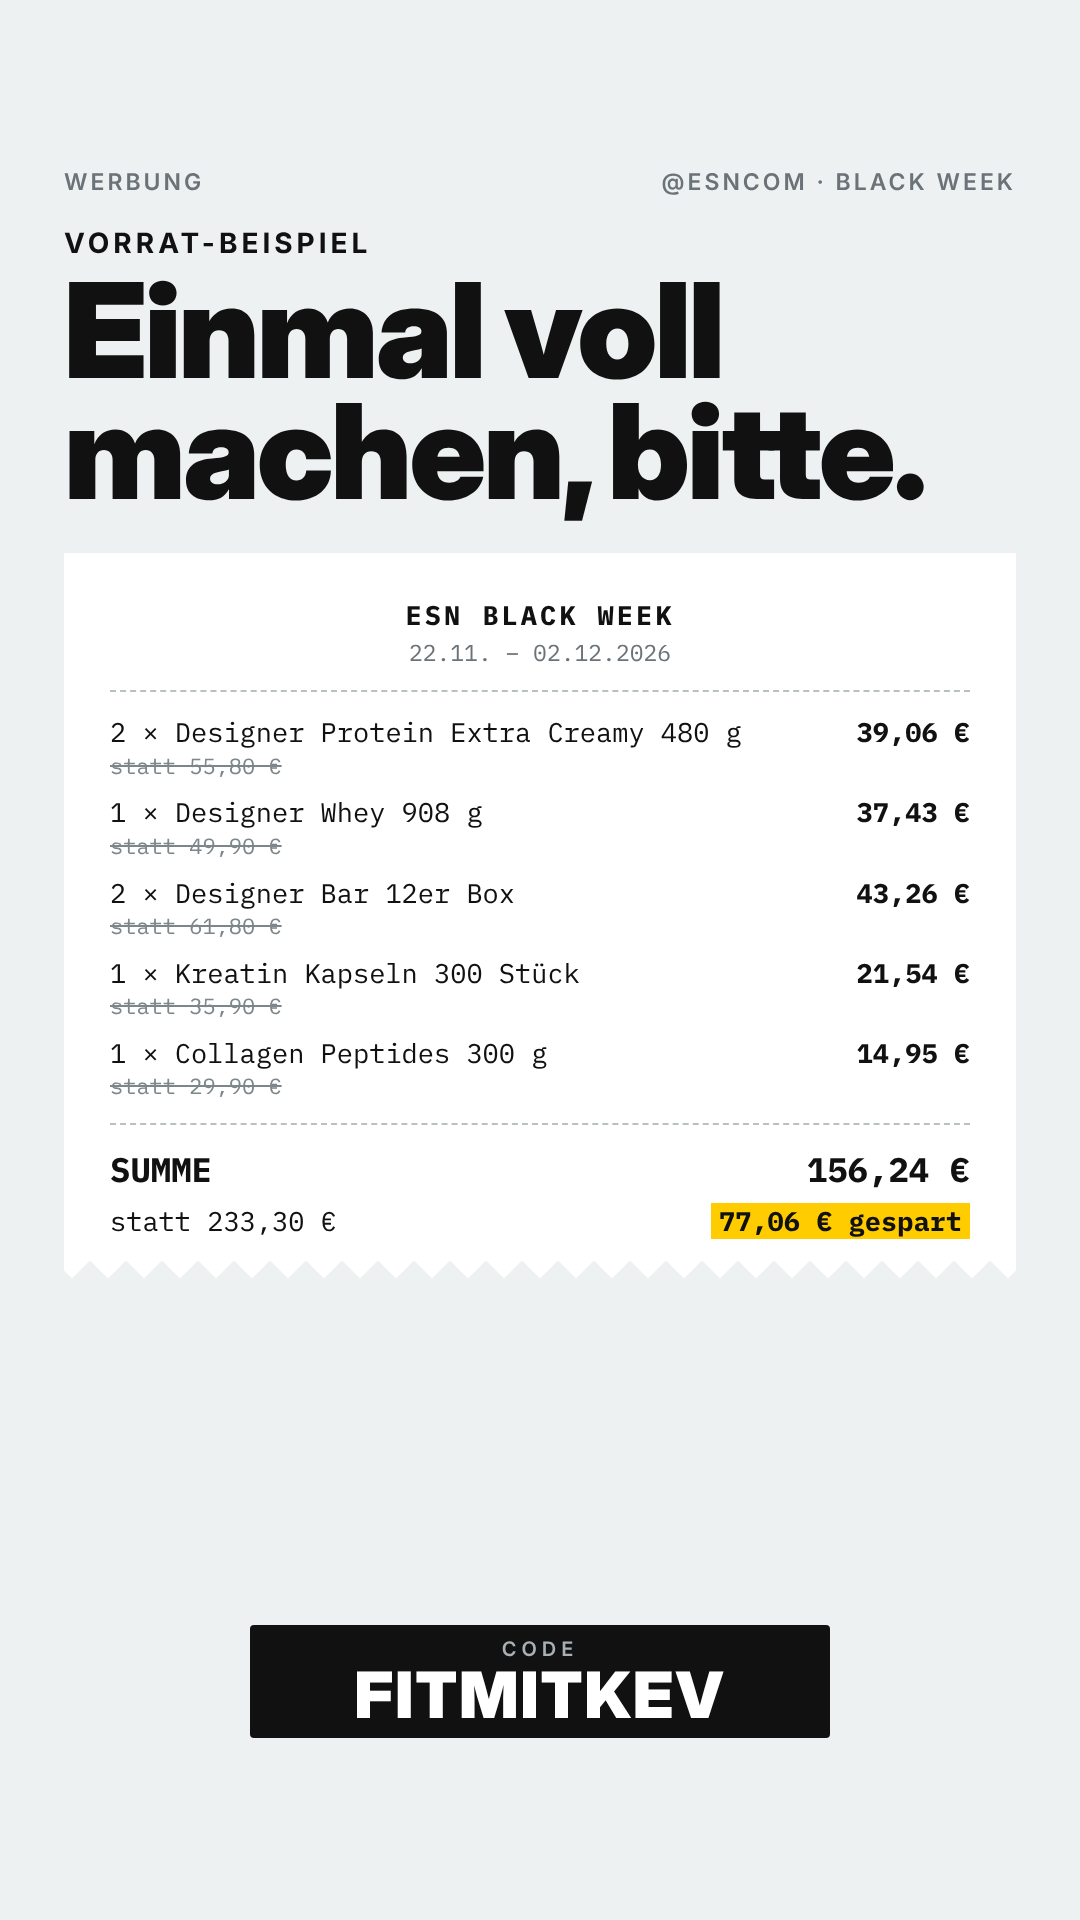 WERBUNG
@ESNCOM · BLACK WEEK
VORRAT-BEISPIEL
Einmal voll
machen, bitte.
ESN BLACK WEEK
22.11. – 02.12.2026
2 × Designer Protein Extra Creamy 480 g 39,06 €
statt 55,80 €
1 × Designer Whey 908 g 37,43 €
statt 49,90 €
2 × Designer Bar 12er Box 43,26 €
statt 61,80 €
1 × Kreatin Kapseln 300 Stück 21,54 €
statt 35,90 €
1 × Collagen Peptides 300 g 14,95 €
statt 29,90 €
SUMME 156,24 €
statt 233,30 € 77,06 € gespart
CODE
FITMITKEV